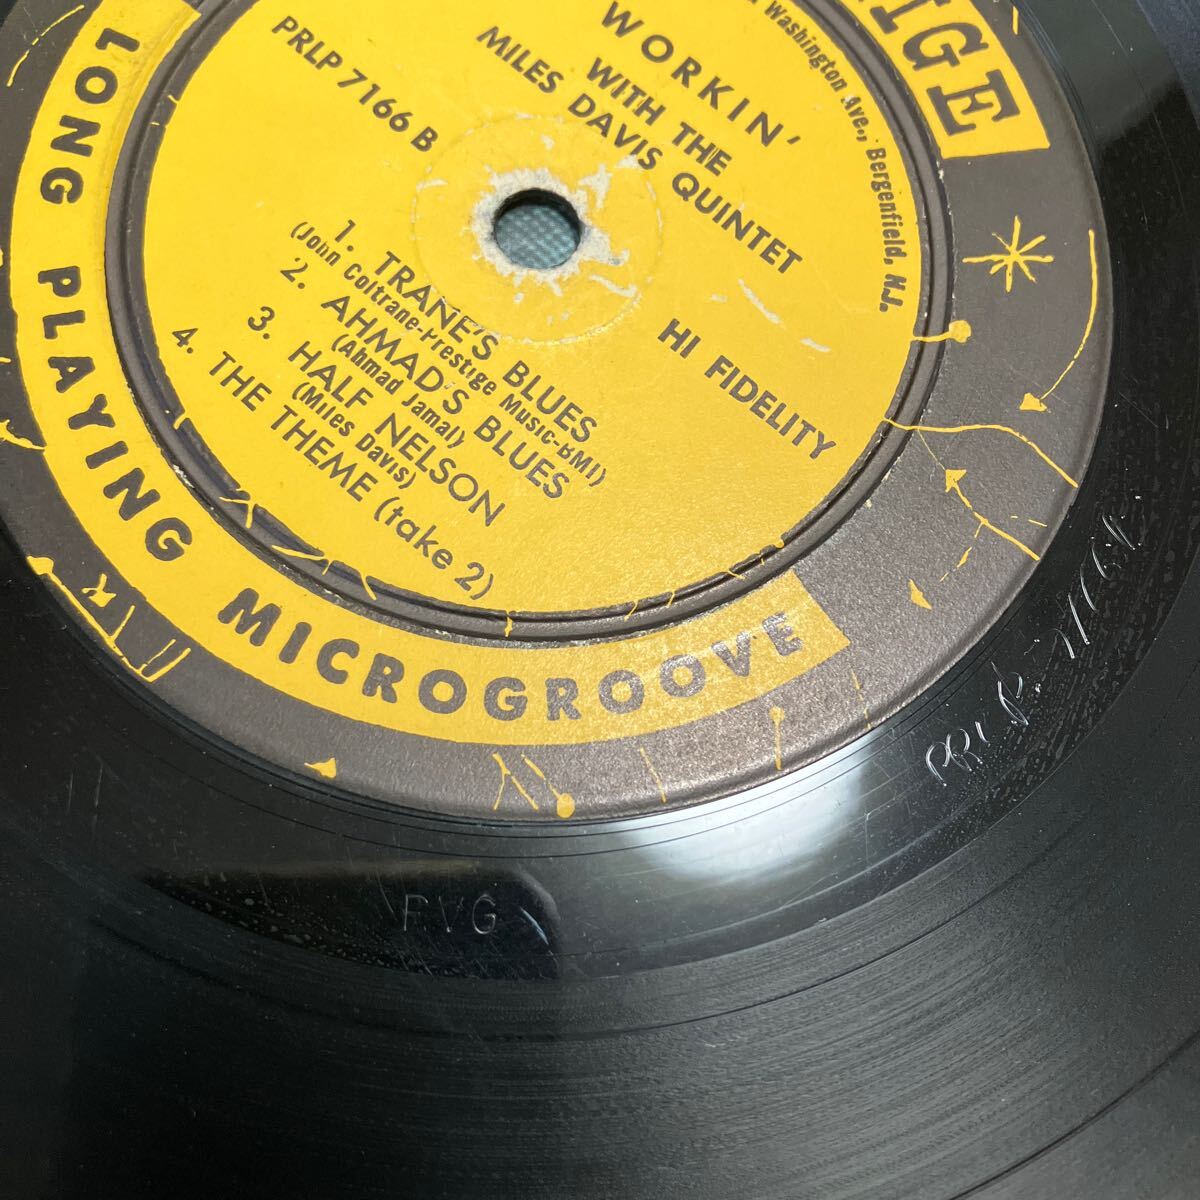 Washington Ave., Bergenfield, N.J.
WORKIN'
WITH THE
MILES DAVIS QUINTET
PRLP 7166 B
HI FIDELITY
1. TRANE'S BLUES
(John Coltrane-Prestige Music-BMI)
2. AHMAD'S BLUES
(Ahmad Jamal)
3. HALF NELSON
(Miles Davis)
4. THE THEME (take 2)
LONG PLAYING MICROGROOVE
RVG